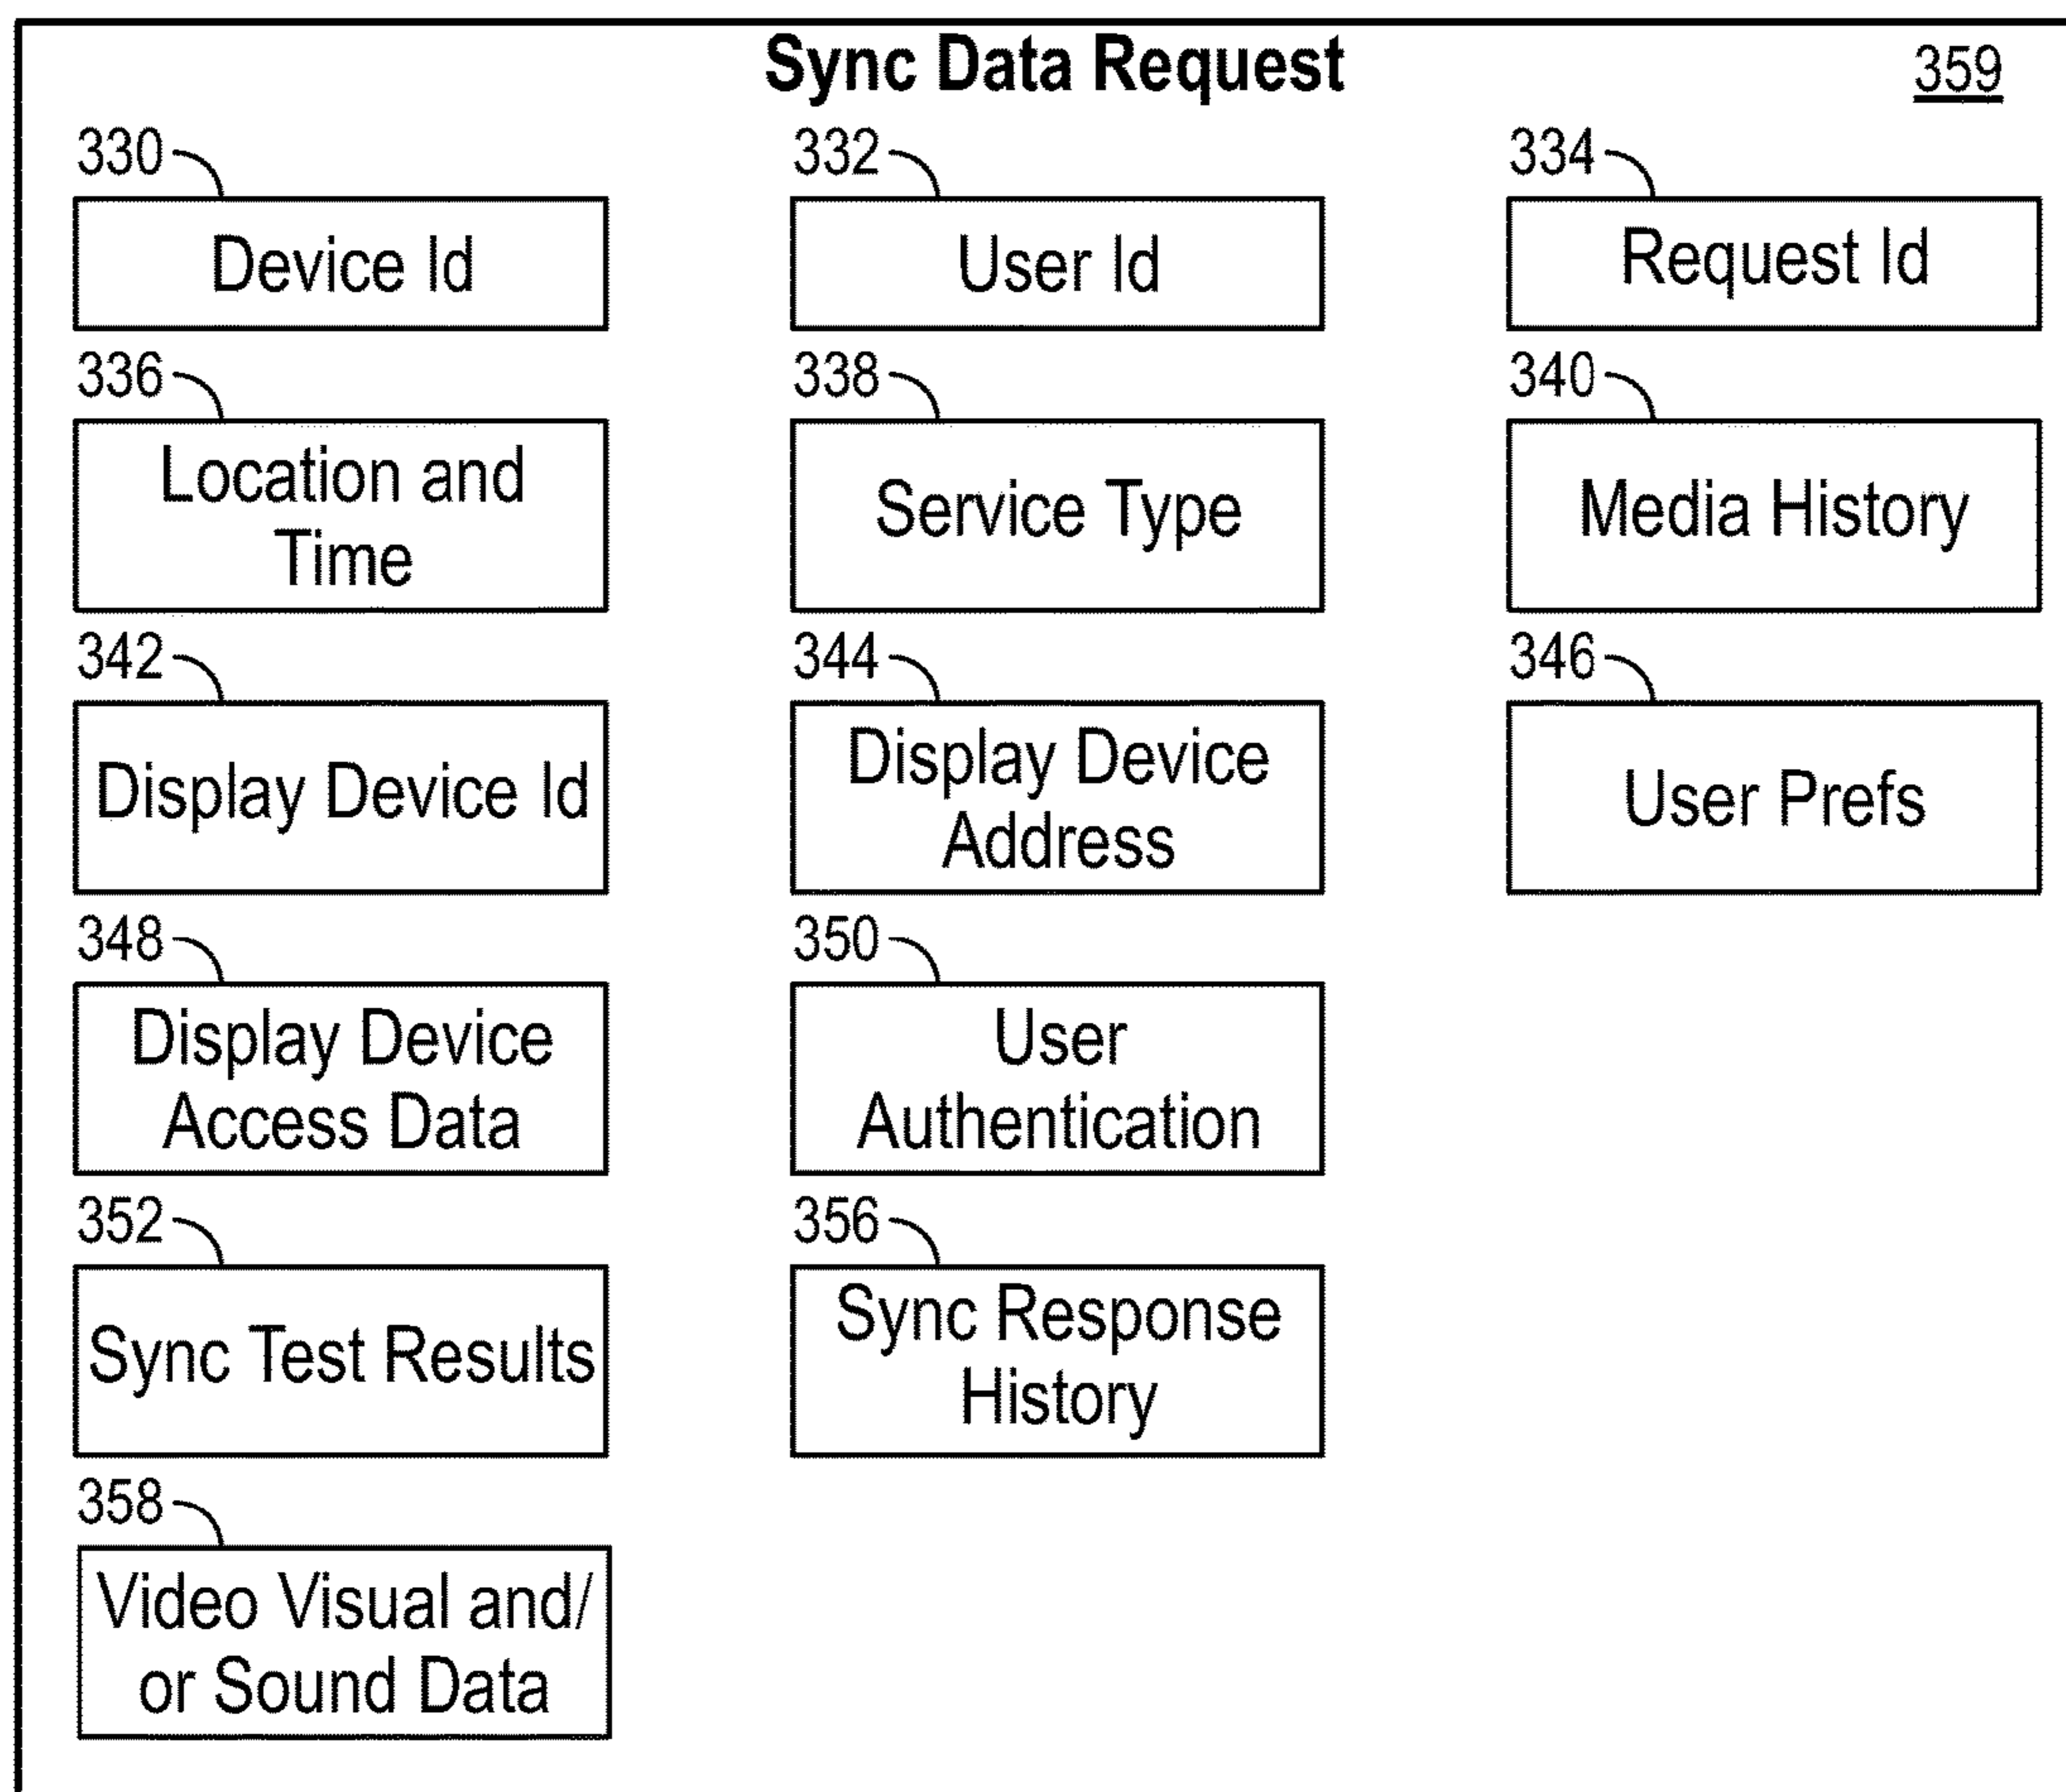 Sync Data Request
359
330
332
334
Device Id
User Id
Request Id
336
338
340
Location and
Time
Service Type
Media History
342
344
346
Display Device Id
Display Device
Address
User Prefs
348
350
Display Device
Access Data
User
Authentication
352
356
Sync Test Results
Sync Response
History
358
Video Visual and/
or Sound Data